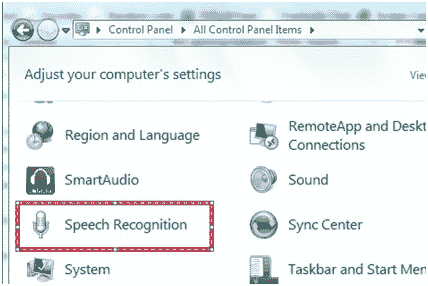 Control Panel All Control Panel Items
Adjust your computer's settings
View
Region and Language
RemoteApp and Deskt
Connections
SmartAudio
Sound
Speech Recognition
Sync Center
System
Taskbar and Start Men